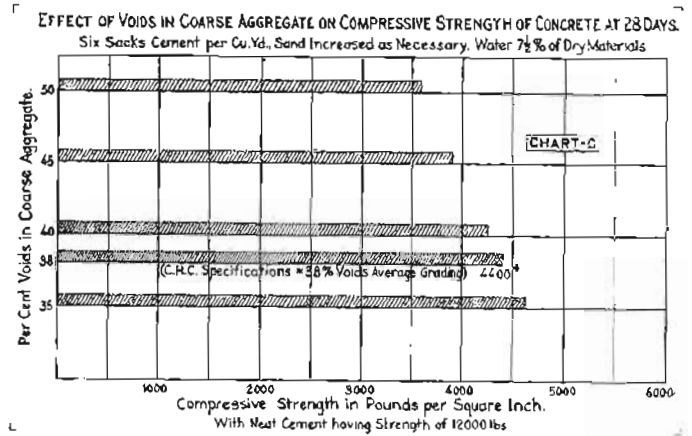 EFFECT OF VOIDS IN COARSE AGGREGATE ON COMPRESSIVE STRENGTH OF CONCRETE AT 28 DAYS.
Six Sacks Cement per Cu. Yd., Sand Increased as Necessary. Water 7½% of Dry Materials
Per Cent Voids in Coarse Aggregate.
50
45
CHART-C
40
38
(C.H.C. Specifications = 38% Voids Average Grading) 4400#
35
1000 2000 3000 4000 5000 6000
Compressive Strength in Pounds per Square Inch.
With Neat Cement having Strength of 12000 lbs